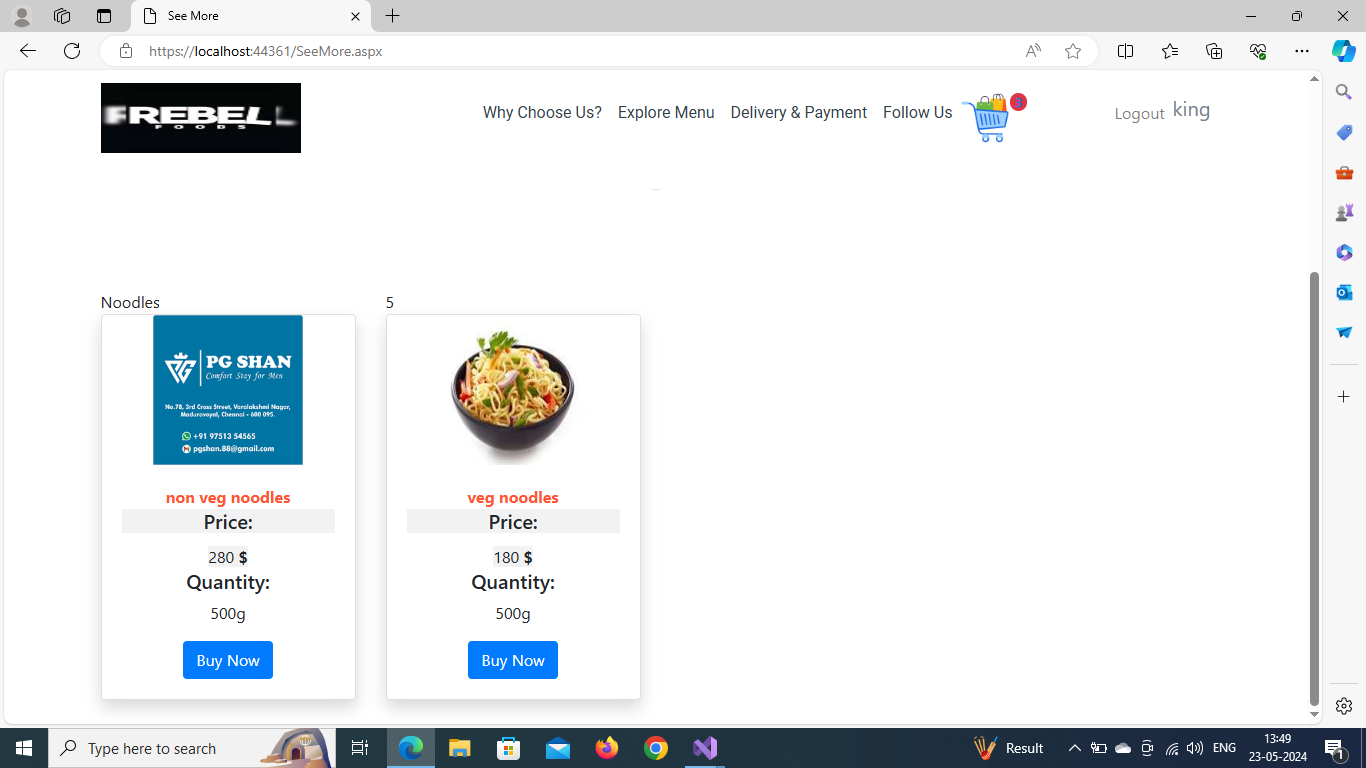 See More
https://localhost:44361/SeeMore.aspx
FREBELL
FOODS
Why Choose Us? Explore Menu Delivery & Payment Follow Us 3 Logout king
Noodles 5
PG SHAN
Comfort Stay for Men
No.78, 3rd Cross Street, Varalakshmi Nagar,
Maduravoyal, Chennai - 600 095.
+91 97513 54565
pgshan.88@gmail.com
non veg noodles
Price:
280 $
Quantity:
500g
Buy Now
veg noodles
Price:
180 $
Quantity:
500g
Buy Now
Type here to search
Result
ENG
13:49
23-05-2024
1